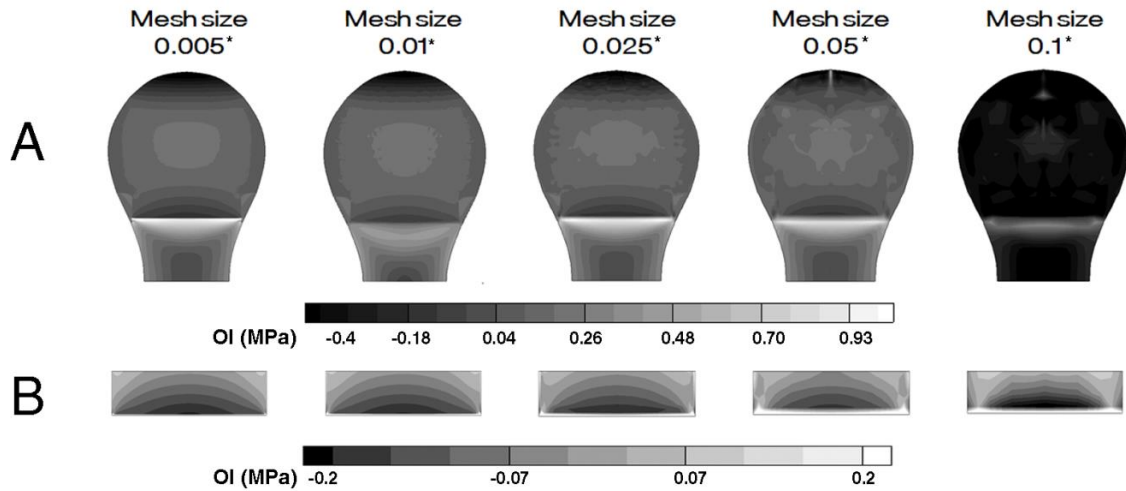 Mesh size Mesh size Mesh size Mesh size Mesh size
0.005* 0.01* 0.025* 0.05* 0.1*
A
OI (MPa) -0.4 -0.18 0.04 0.26 0.48 0.70 0.93
B
OI (MPa) -0.2 -0.07 0.07 0.2